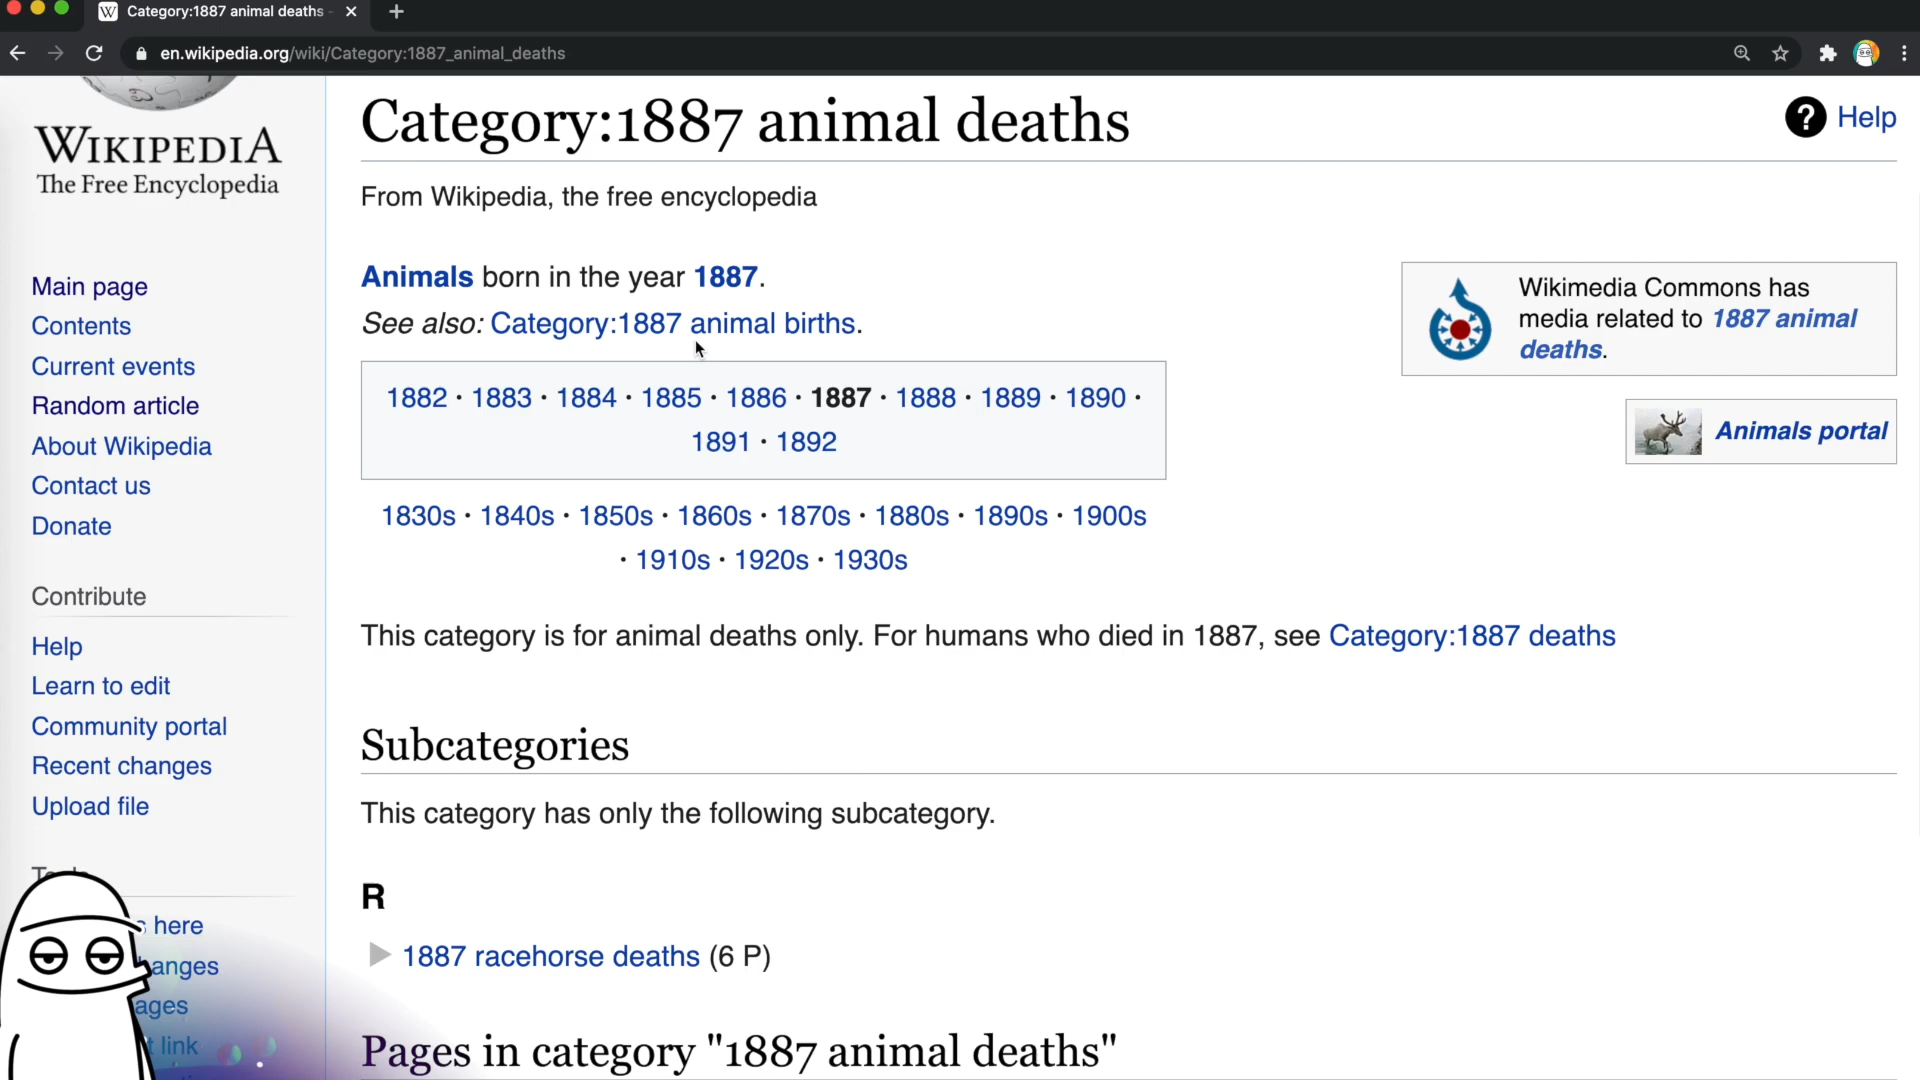 Category:1887 animal deaths -
en.wikipedia.org/wiki/Category:1887_animal_deaths
WIKIPEDIA
The Free Encyclopedia
Main page
Contents
Current events
Random article
About Wikipedia
Contact us
Donate
Contribute
Help
Learn to edit
Community portal
Recent changes
Upload file
here
link
Category:1887 animal deaths
Help
From Wikipedia, the free encyclopedia
Animals born in the year 1887.
See also: Category:1887 animal births.
1882 · 1883 · 1884 · 1885 · 1886 · 1887 · 1888 · 1889 · 1890 ·
1891 · 1892
1830s · 1840s · 1850s · 1860s · 1870s · 1880s · 1890s · 1900s
· 1910s · 1920s · 1930s
Wikimedia Commons has
media related to 1887 animal
deaths.
Animals portal
This category is for animal deaths only. For humans who died in 1887, see Category:1887 deaths
Subcategories
This category has only the following subcategory.
R
1887 racehorse deaths (6 P)
Pages in category "1887 animal deaths"